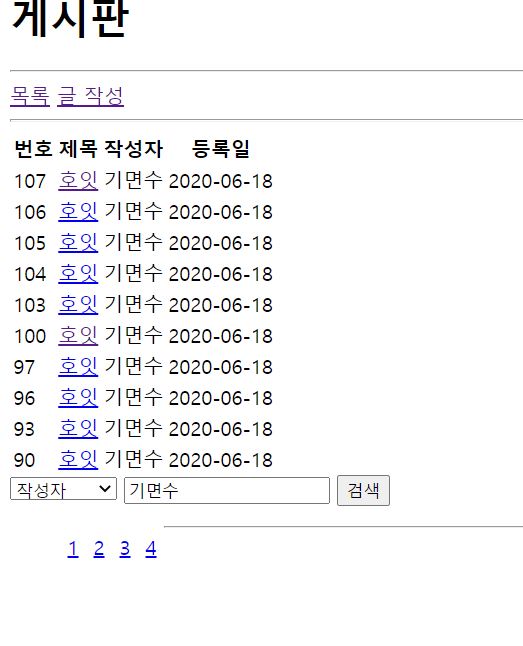 게시판
목록 글 작성
번호 제목 작성자 등록일
107 호잇 기면수 2020-06-18
106 호잇 기면수 2020-06-18
105 호잇 기면수 2020-06-18
104 호잇 기면수 2020-06-18
103 호잇 기면수 2020-06-18
100 호잇 기면수 2020-06-18
97 호잇 기면수 2020-06-18
96 호잇 기면수 2020-06-18
93 호잇 기면수 2020-06-18
90 호잇 기면수 2020-06-18
작성자 기면수 검색
1 2 3 4